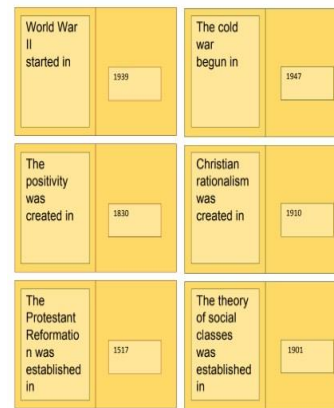 World War
II
started in
1939
The cold
war
begun in
1947
The
positivity
was
created in
1830
Christian
rationalism
was
created in
1910
The
Protestant
Reformatio
n was
established
in
1517
The theory
of social
classes
was
established
in
1901